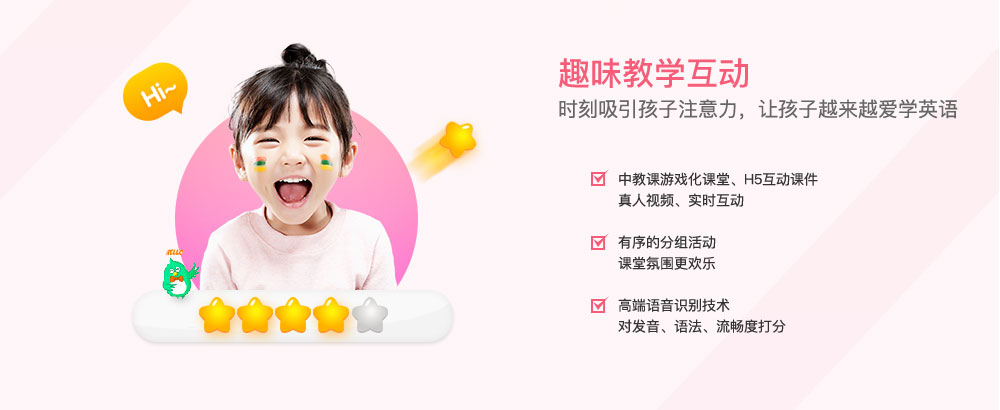 Hi~
趣味教学互动
时刻吸引孩子注意力，让孩子越来越爱学英语
中教课游戏化课堂、H5互动课件
真人视频、实时互动
有序的分组活动
课堂氛围更欢乐
HELLO
高端语音识别技术
对发音、语法、流畅度打分